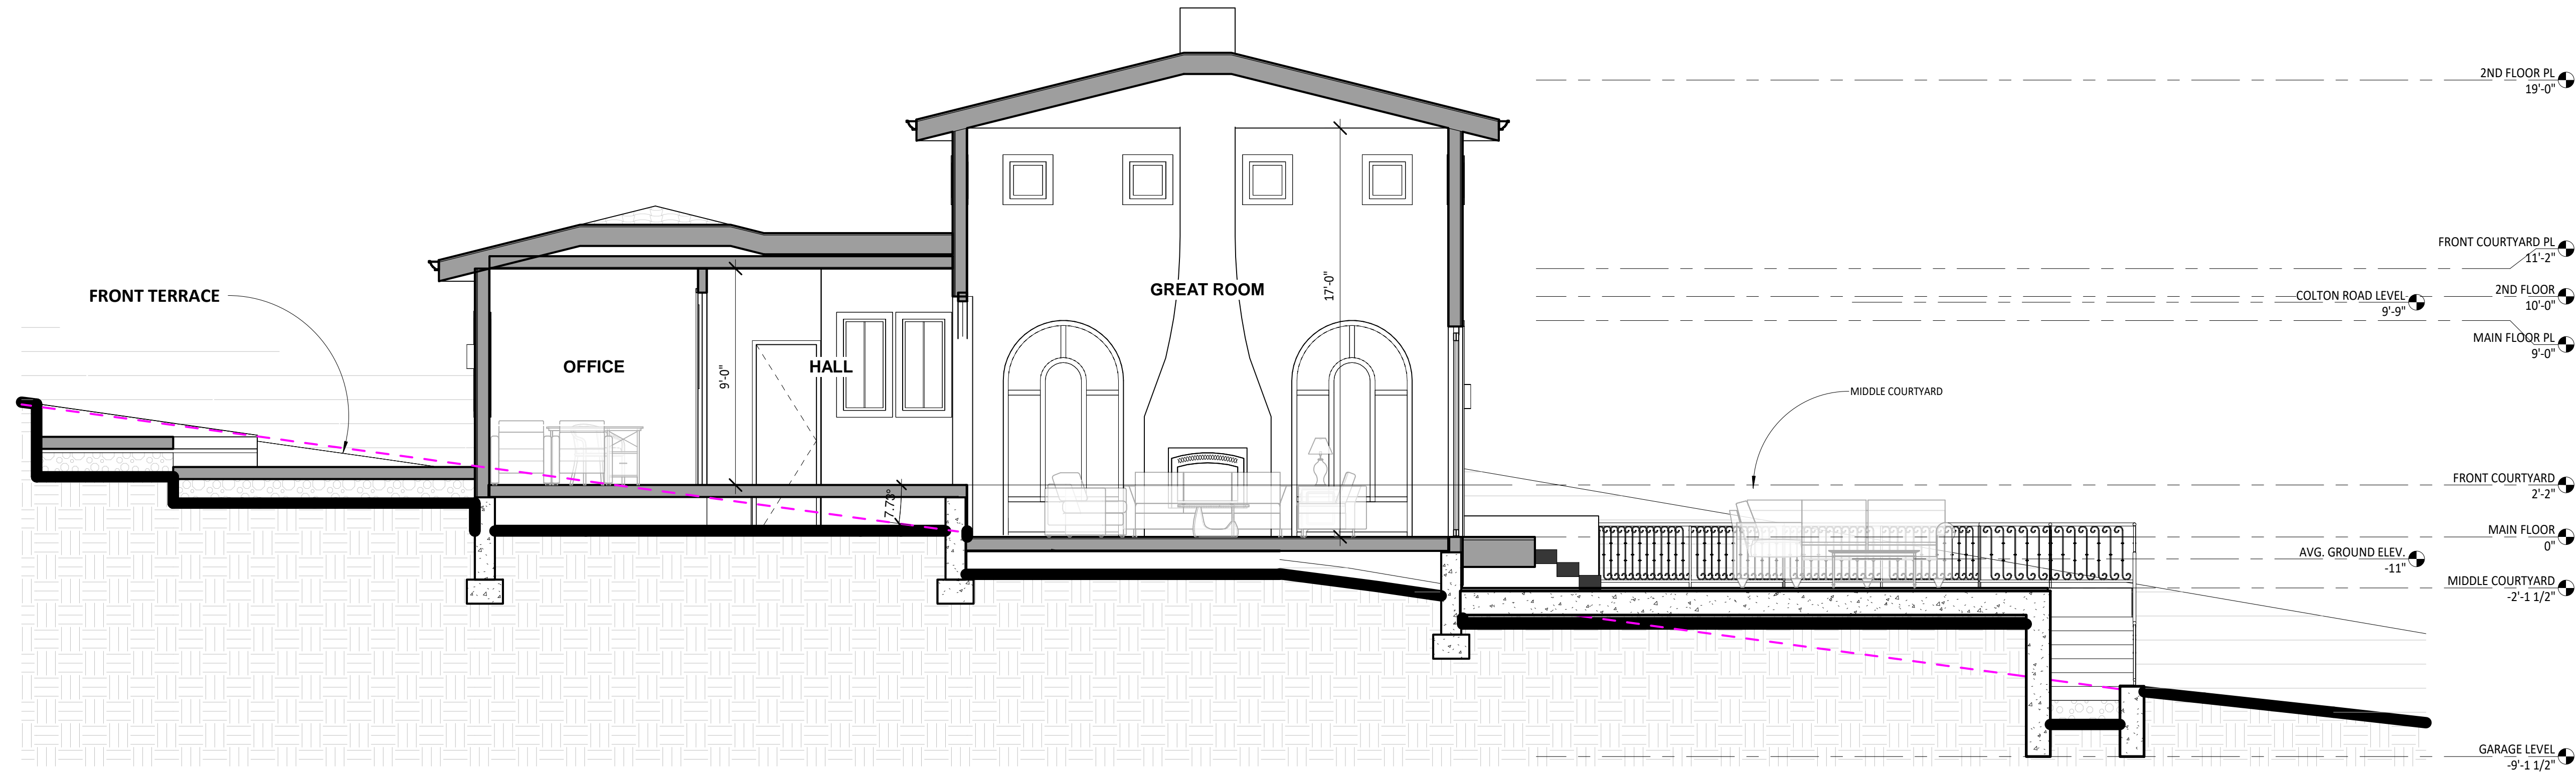 2ND FLOOR PL
19'-0"
FRONT COURTYARD PL
11'-2"
COLTON ROAD LEVEL
9'-9"
2ND FLOOR
10'-0"
MAIN FLOOR PL
9'-0"
FRONT TERRACE
GREAT ROOM
17'-0"
OFFICE
9'-0"
HALL
MIDDLE COURTYARD
7.73°
FRONT COURTYARD
2'-2"
MAIN FLOOR
0"
AVG. GROUND ELEV.
-11"
MIDDLE COURTYARD
-2'-1 1/2"
GARAGE LEVEL
-9'-1 1/2"